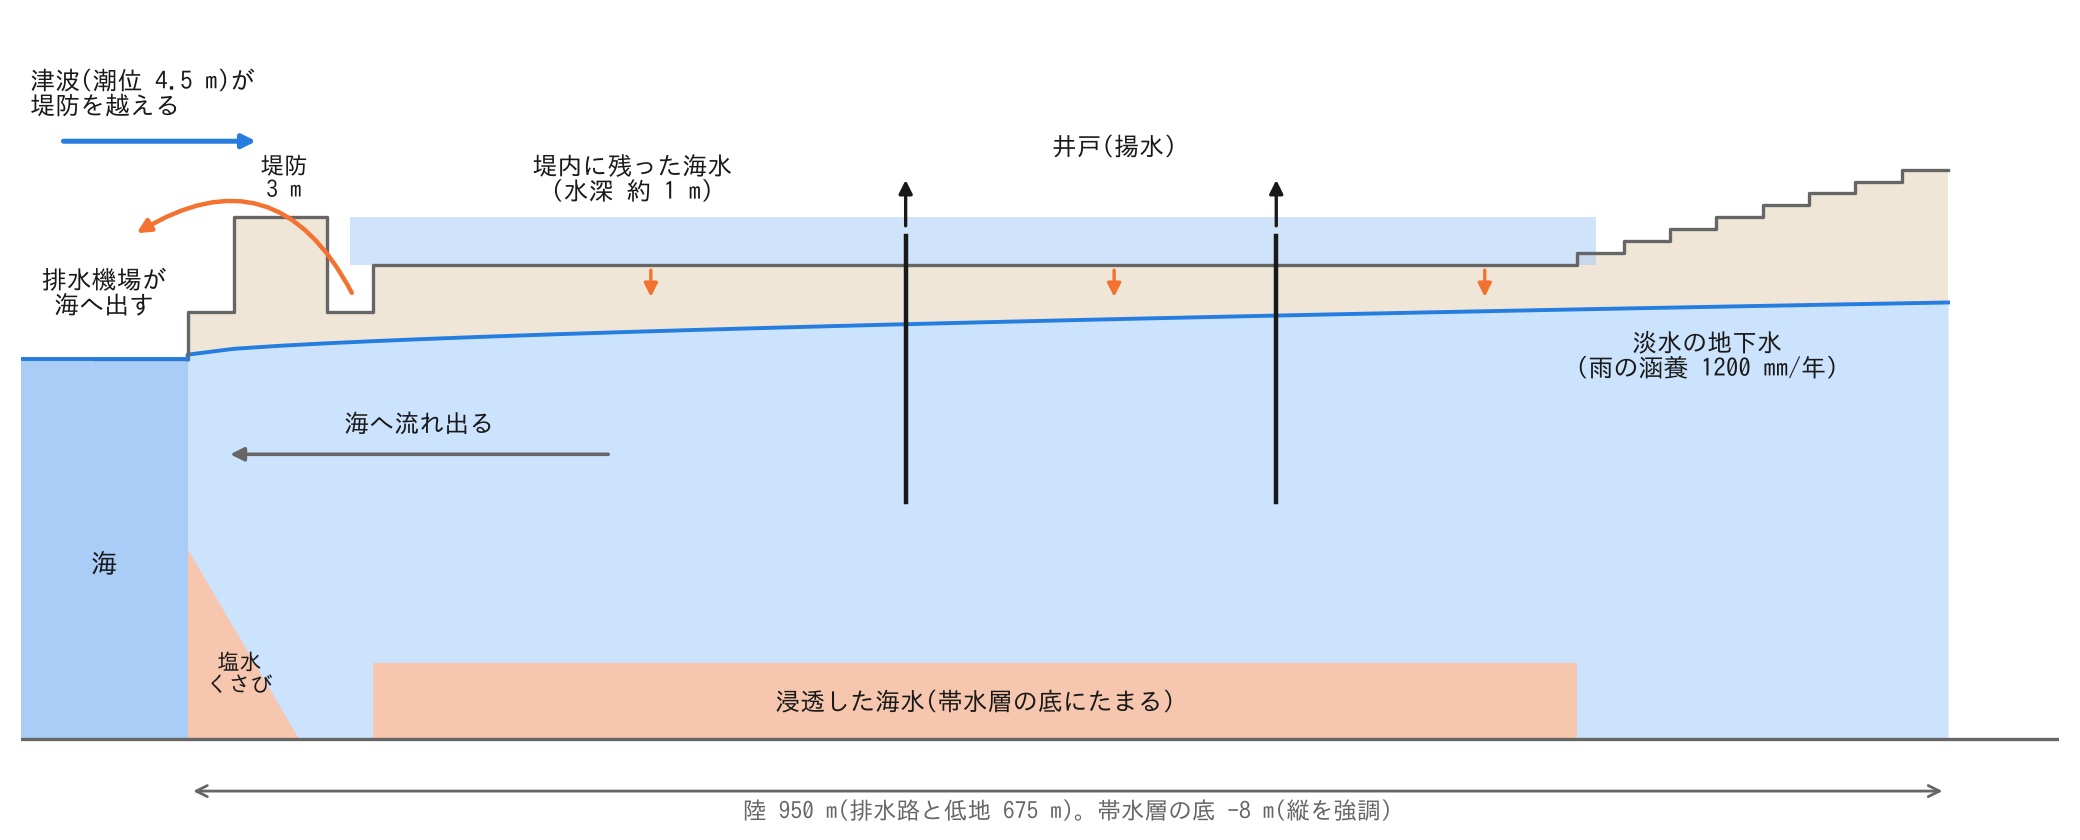 津波(潮位 4.5 m)が
堤防を越える
堤防
3 m
堤内に残った海水
(水深 約 1 m)
井戸(揚水)
排水機場が
海へ出す
淡水の地下水
(雨の涵養 1200 mm/年)
海へ流れ出る
海
塩水
くさび
浸透した海水(帯水層の底にたまる)
陸 950 m(排水路と低地 675 m)。帯水層の底 -8 m(縦を強調)